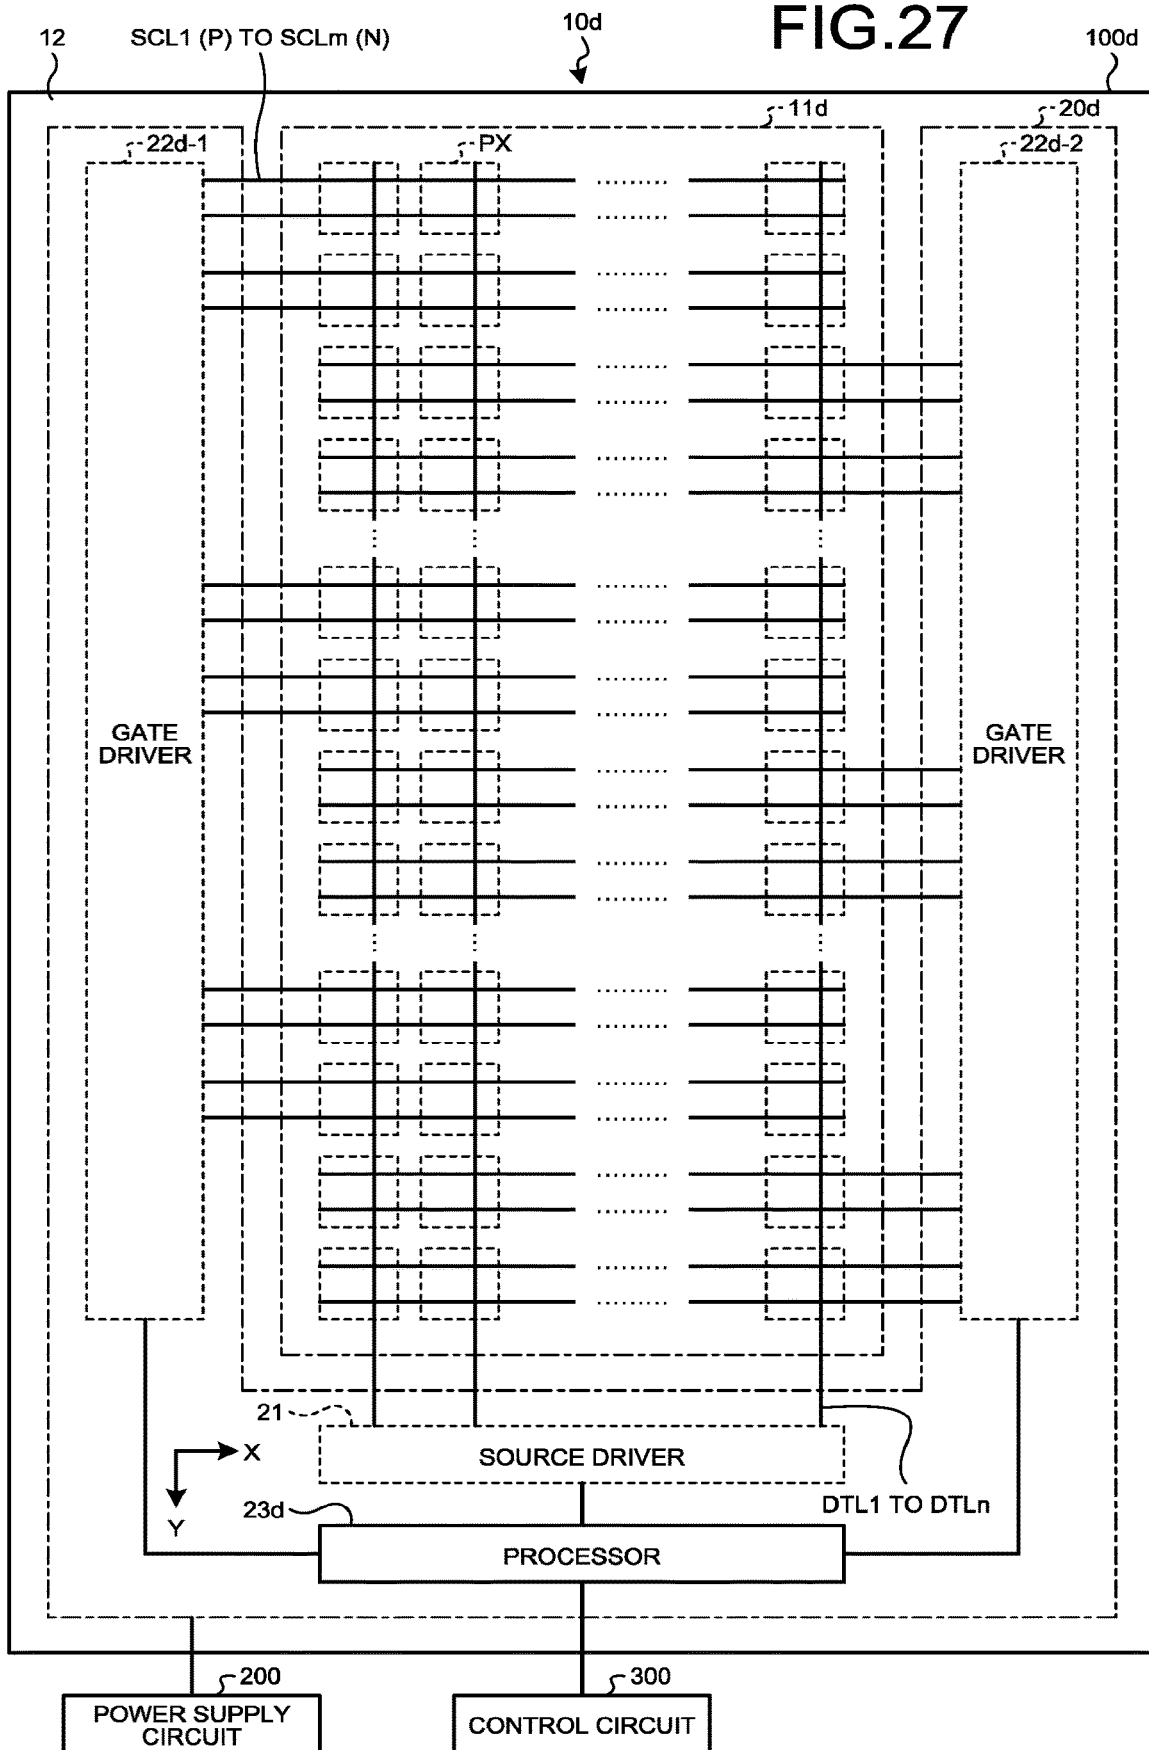 FIG.27
10d
12
SCL1 (P) TO SCLm (N)
100d
11d
20d
22d-1
PX
22d-2
GATE
DRIVER
GATE
DRIVER
21
X
SOURCE DRIVER
Y
23d
DTL1 TO DTLn
PROCESSOR
200
300
POWER SUPPLY
CIRCUIT
CONTROL CIRCUIT